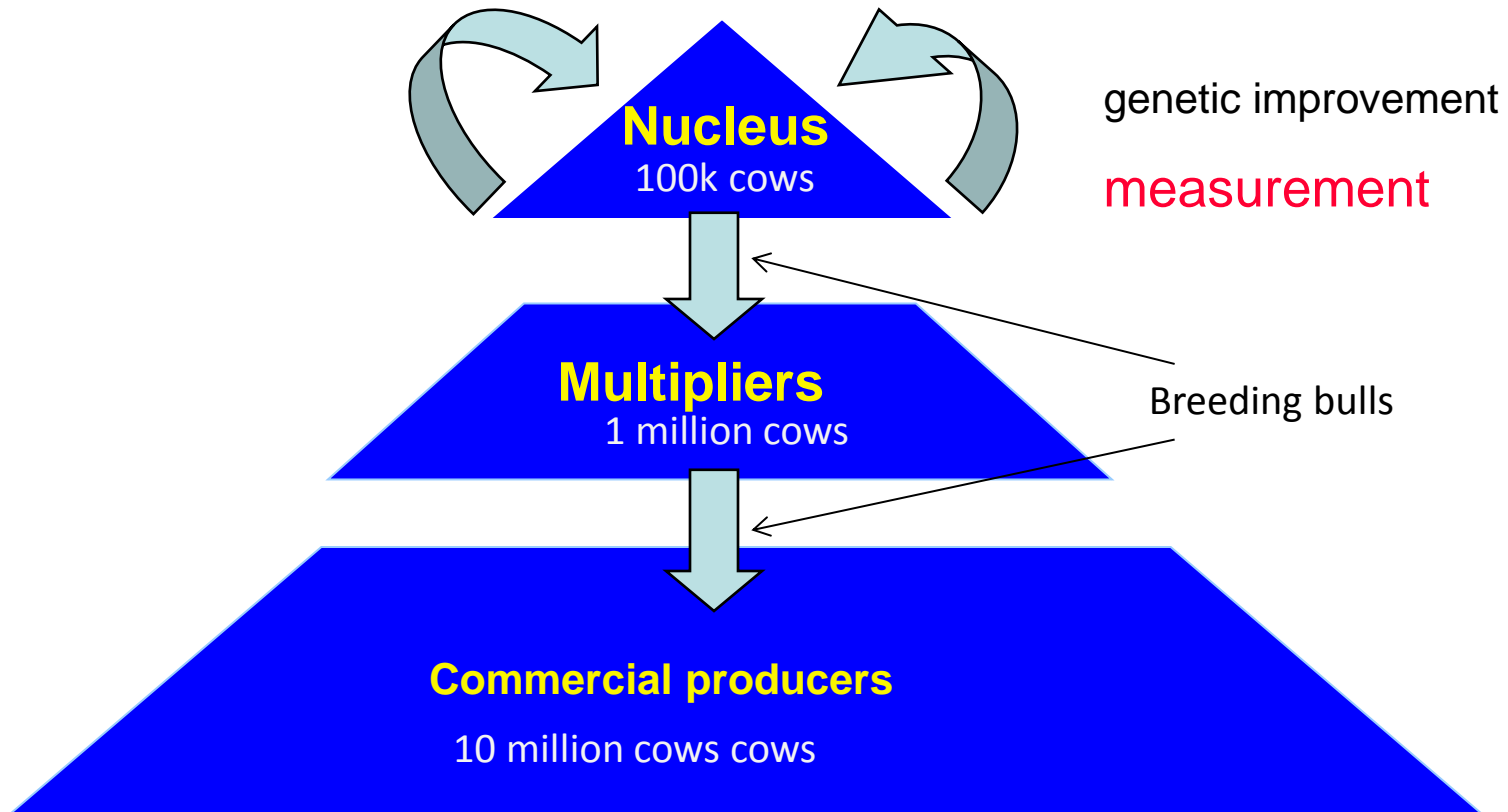 Nucleus
100k cows
genetic improvement
measurement
Multipliers
1 million cows
Breeding bulls
Commercial producers
10 million cows cows